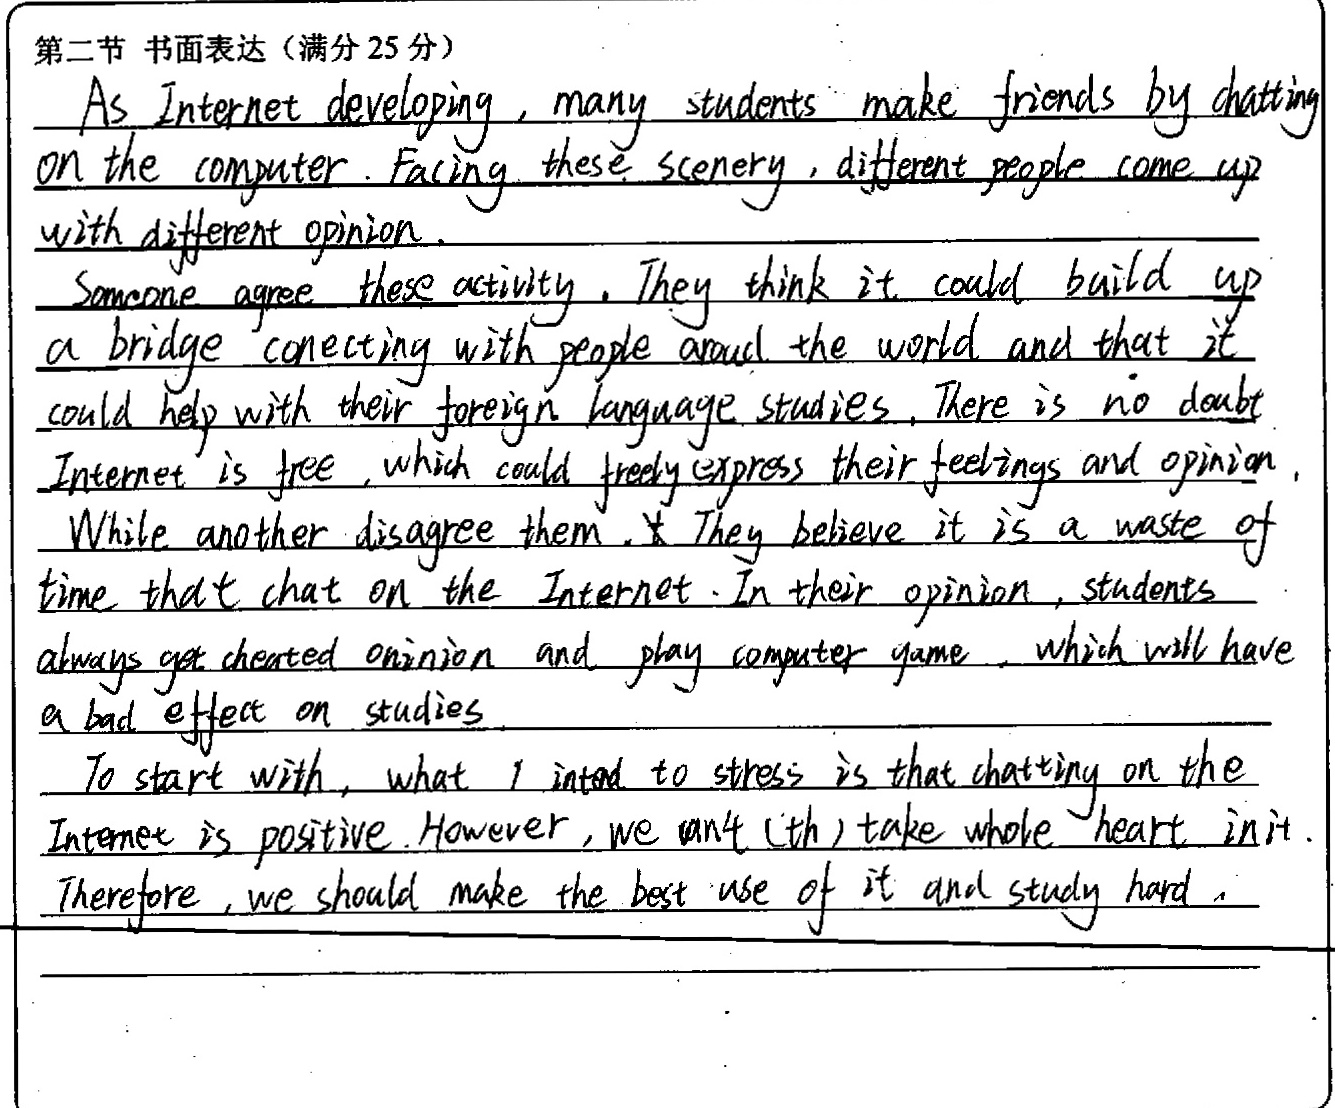 第二节 书面表达（满分 25 分）
As Internet developing, many students make friends by chatting
on the computer. Facing these scenery, different people come up
with different opinion.
Someone agree these activity. They think it could build up
a bridge conecting with people aroud the world and that it
could help with their foreign language studies. There is no doubt
Internet is free, which could freely express their feelings and opinion.
While another disagree them. They believe it is a waste of
time that chat on the Internet. In their opinion, students
always get cheated oninion and play computer game, which will have
a bad effect on studies
To start with, what I intend to stress is that chatting on the
Internet is positive. However, we can't (th) take whole heart in it.
Therefore, we should make the best use of it and study hard.